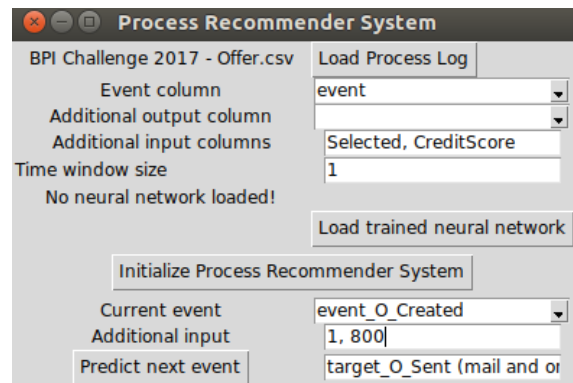 Process Recommender System
BPI Challenge 2017 - Offer.csv Load Process Log
Event column event
Additional output column
Additional input columns Selected, CreditScore
Time window size 1
No neural network loaded!
Load trained neural network
Initialize Process Recommender System
Current event event_O_Created
Additional input 1, 800
Predict next event target_O_Sent (mail and